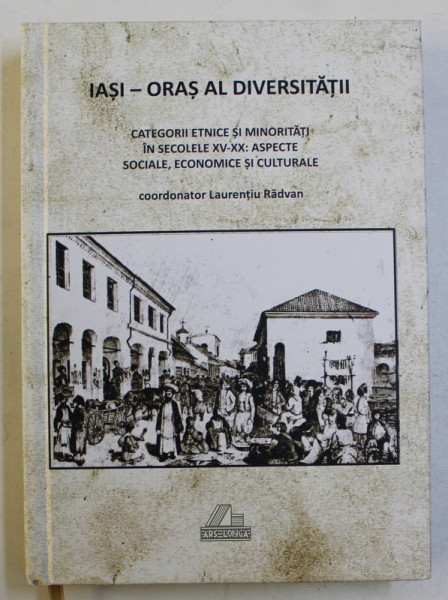 IAȘI – ORAȘ AL DIVERSITĂȚII
CATEGORII ETNICE ȘI MINORITĂȚI
ÎN SECOLELE XV-XX: ASPECTE
SOCIALE, ECONOMICE ȘI CULTURALE
coordonator Laurențiu Rădvan
ARS LONGA